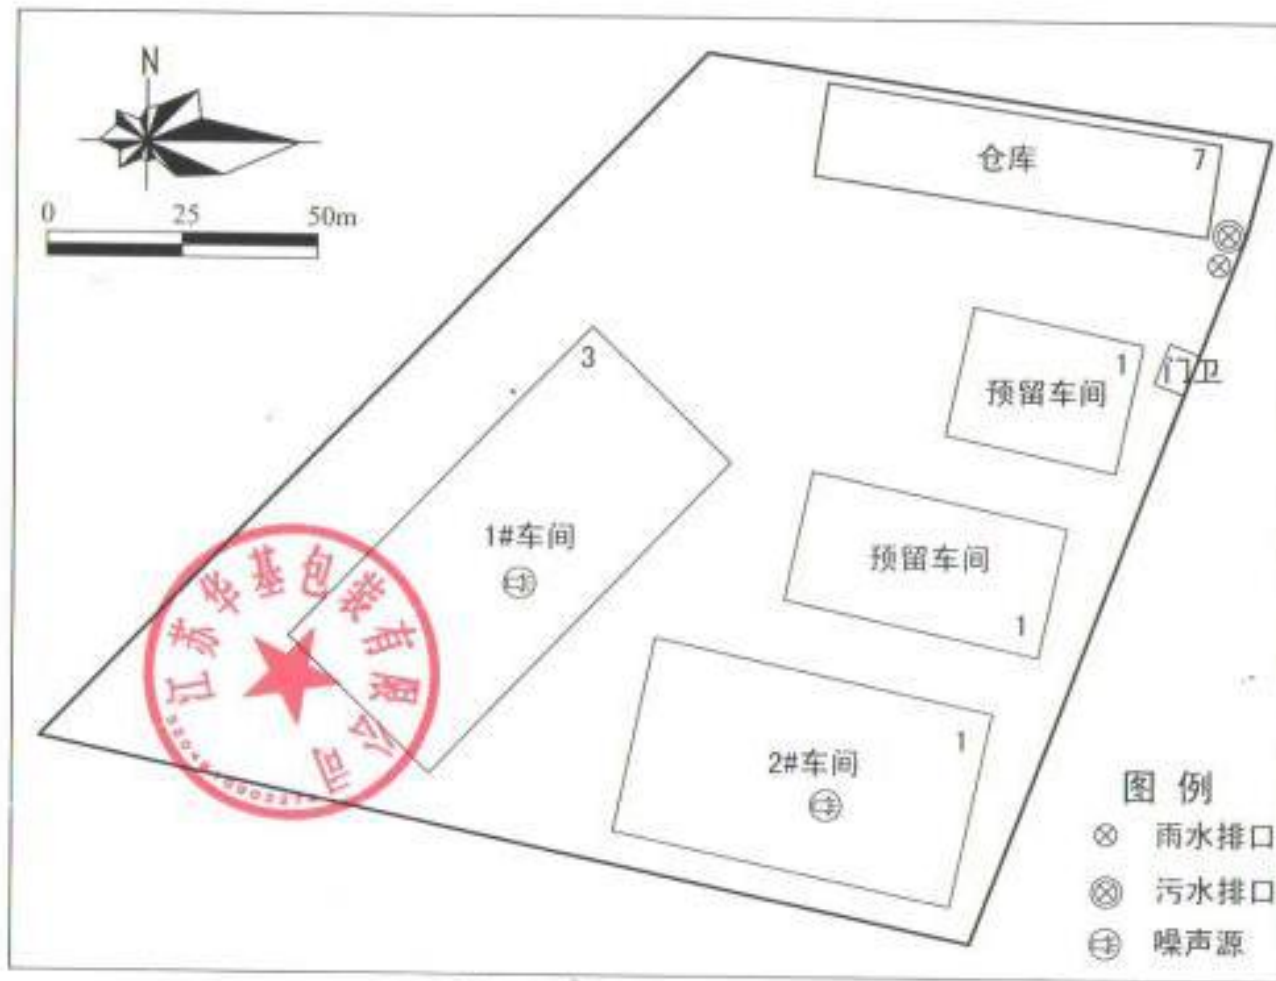 N
0 25 50m
仓库 7
3
1
预留车间
门卫
1#车间
预留车间
1
1
2#车间
江苏华基包装有限公司
图 例
雨水排口
污水排口
噪声源